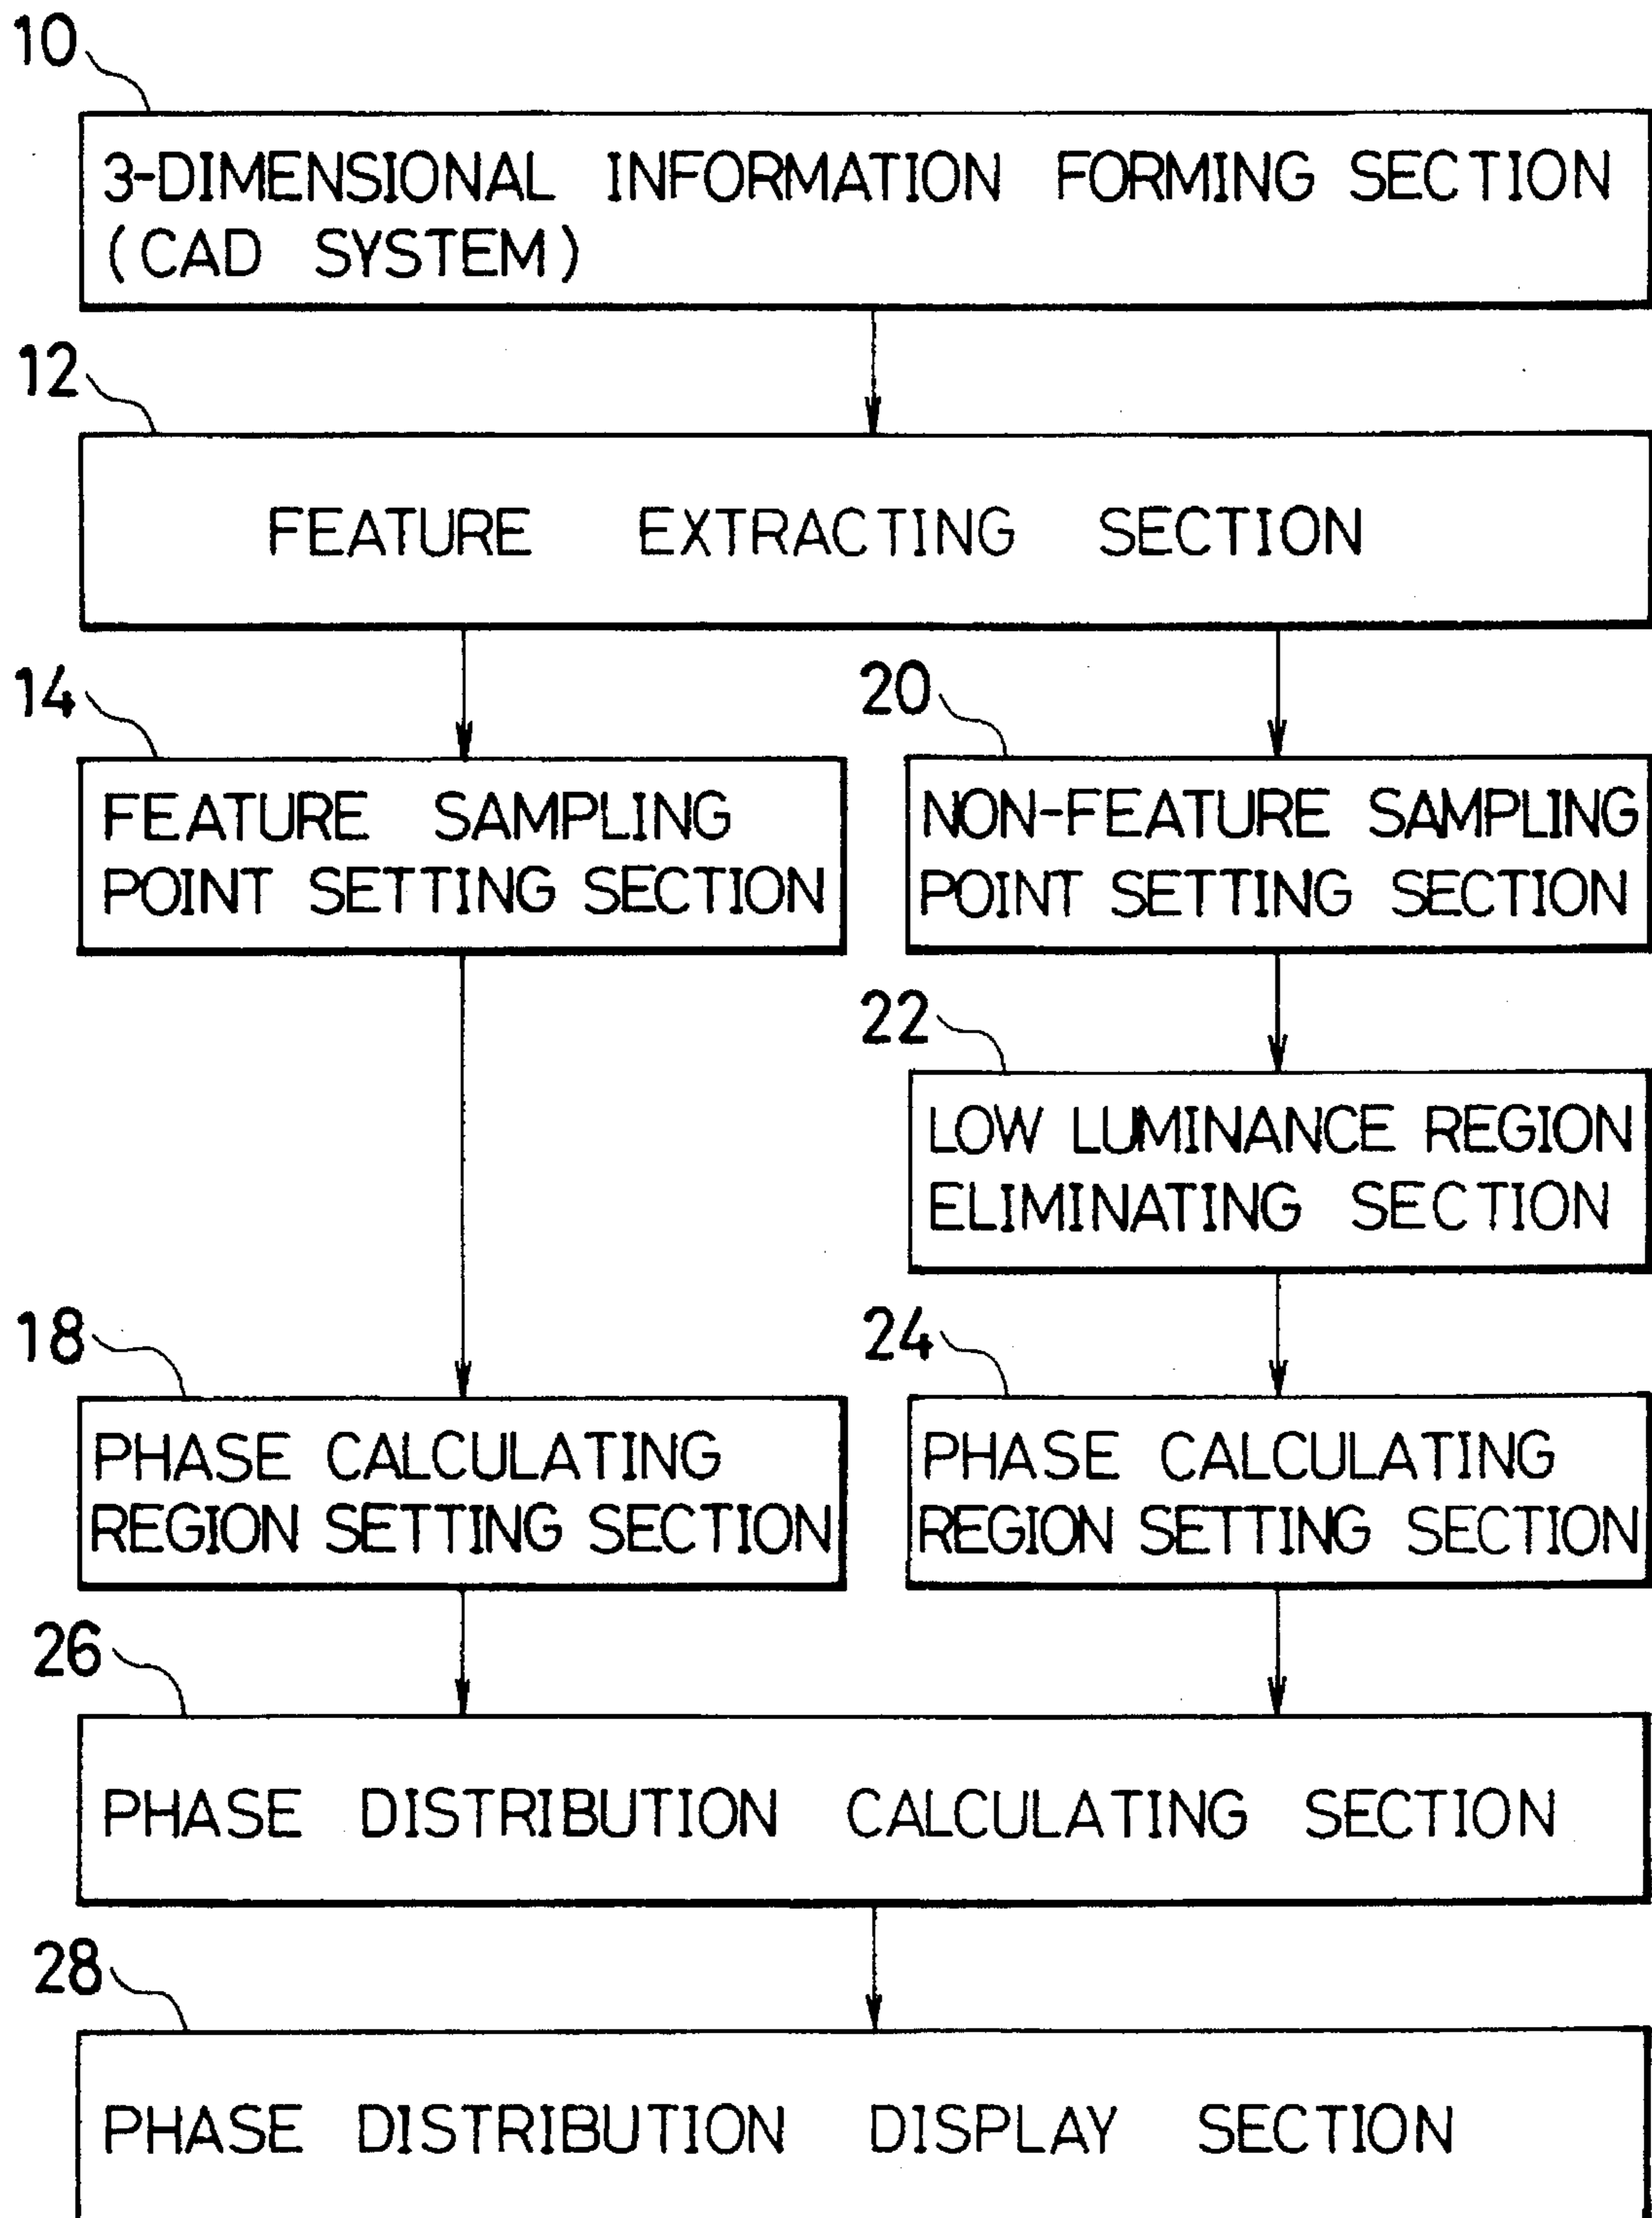 10
3-DIMENSIONAL INFORMATION FORMING SECTION
(CAD SYSTEM)
12
FEATURE EXTRACTING SECTION
14
FEATURE SAMPLING
POINT SETTING SECTION
20
NON-FEATURE SAMPLING
POINT SETTING SECTION
22
LOW LUMINANCE REGION
ELIMINATING SECTION
18
PHASE CALCULATING
REGION SETTING SECTION
24
PHASE CALCULATING
REGION SETTING SECTION
26
PHASE DISTRIBUTION CALCULATING SECTION
28
PHASE DISTRIBUTION DISPLAY SECTION